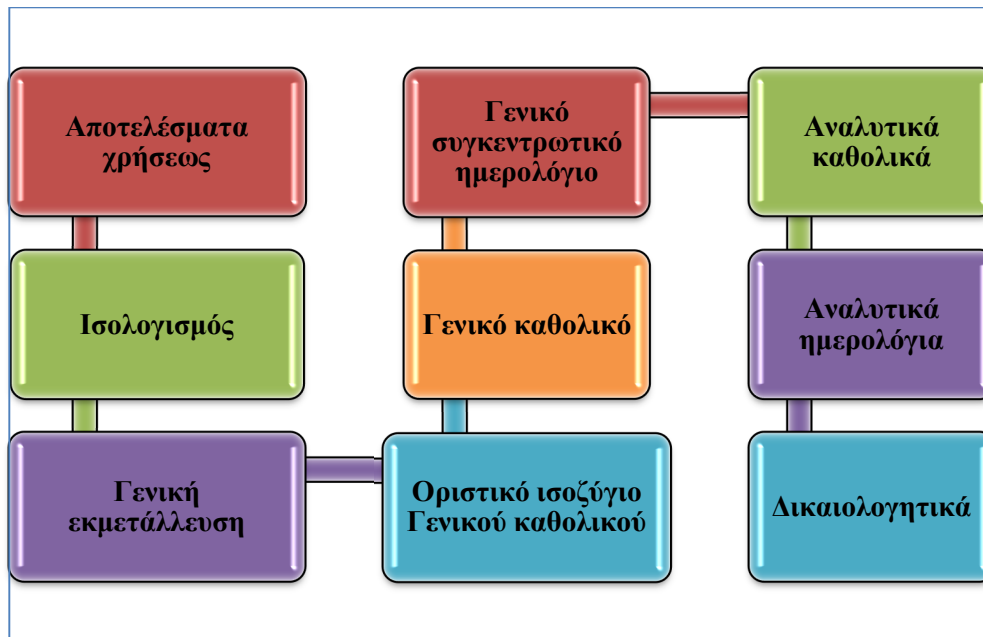 Αποτελέσματα
χρήσεως
Ισολογισμός
Γενική
εκμετάλλευση
Οριστικό ισοζύγιο
Γενικού καθολικού
Γενικό καθολικό
Γενικό
συγκεντρωτικό
ημερολόγιο
Αναλυτικά
καθολικά
Αναλυτικά
ημερολόγια
Δικαιολογητικά